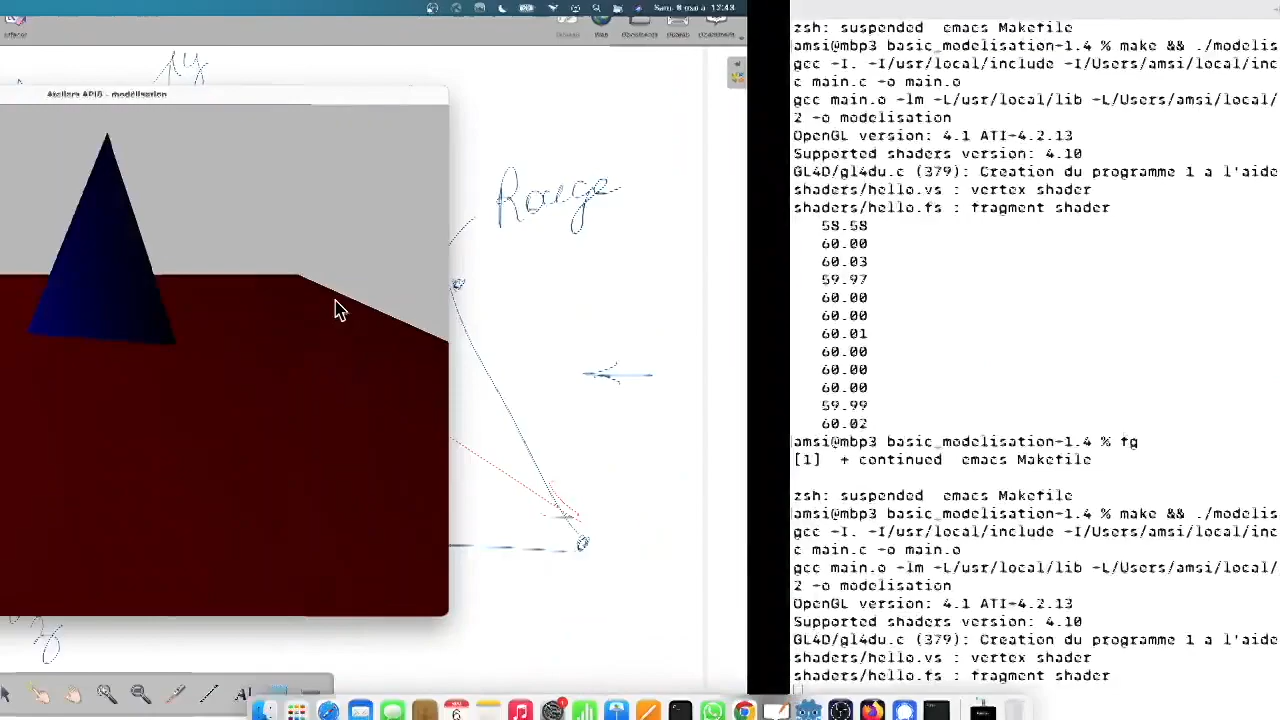 Ateliers API8 - modélisation
Rouge
zsh: suspended  emacs Makefile
amsi@mbp3 basic_modelisation-1.4 % make && ./modelis
gcc -I. -I/usr/local/include -I/Users/amsi/local/inc
c main.c -o main.o
gcc main.o -lm -L/usr/local/lib -L/Users/amsi/local/
2 -o modelisation
OpenGL version: 4.1 ATI-4.2.13
Supported shaders version: 4.10
GL4D/gl4du.c (379): Creation du programme 1 a l'aide
shaders/hello.vs : vertex shader
shaders/hello.fs : fragment shader
58.58
60.00
60.03
59.97
60.00
60.00
60.01
60.00
60.00
60.00
59.99
60.02
amsi@mbp3 basic_modelisation-1.4 % fg
[1]  + continued  emacs Makefile
zsh: suspended  emacs Makefile
amsi@mbp3 basic_modelisation-1.4 % make && ./modelis
gcc -I. -I/usr/local/include -I/Users/amsi/local/inc
c main.c -o main.o
gcc main.o -lm -L/usr/local/lib -L/Users/amsi/local/
2 -o modelisation
OpenGL version: 4.1 ATI-4.2.13
Supported shaders version: 4.10
GL4D/gl4du.c (379): Creation du programme 1 a l'aide
shaders/hello.vs : vertex shader
shaders/hello.fs : fragment shader